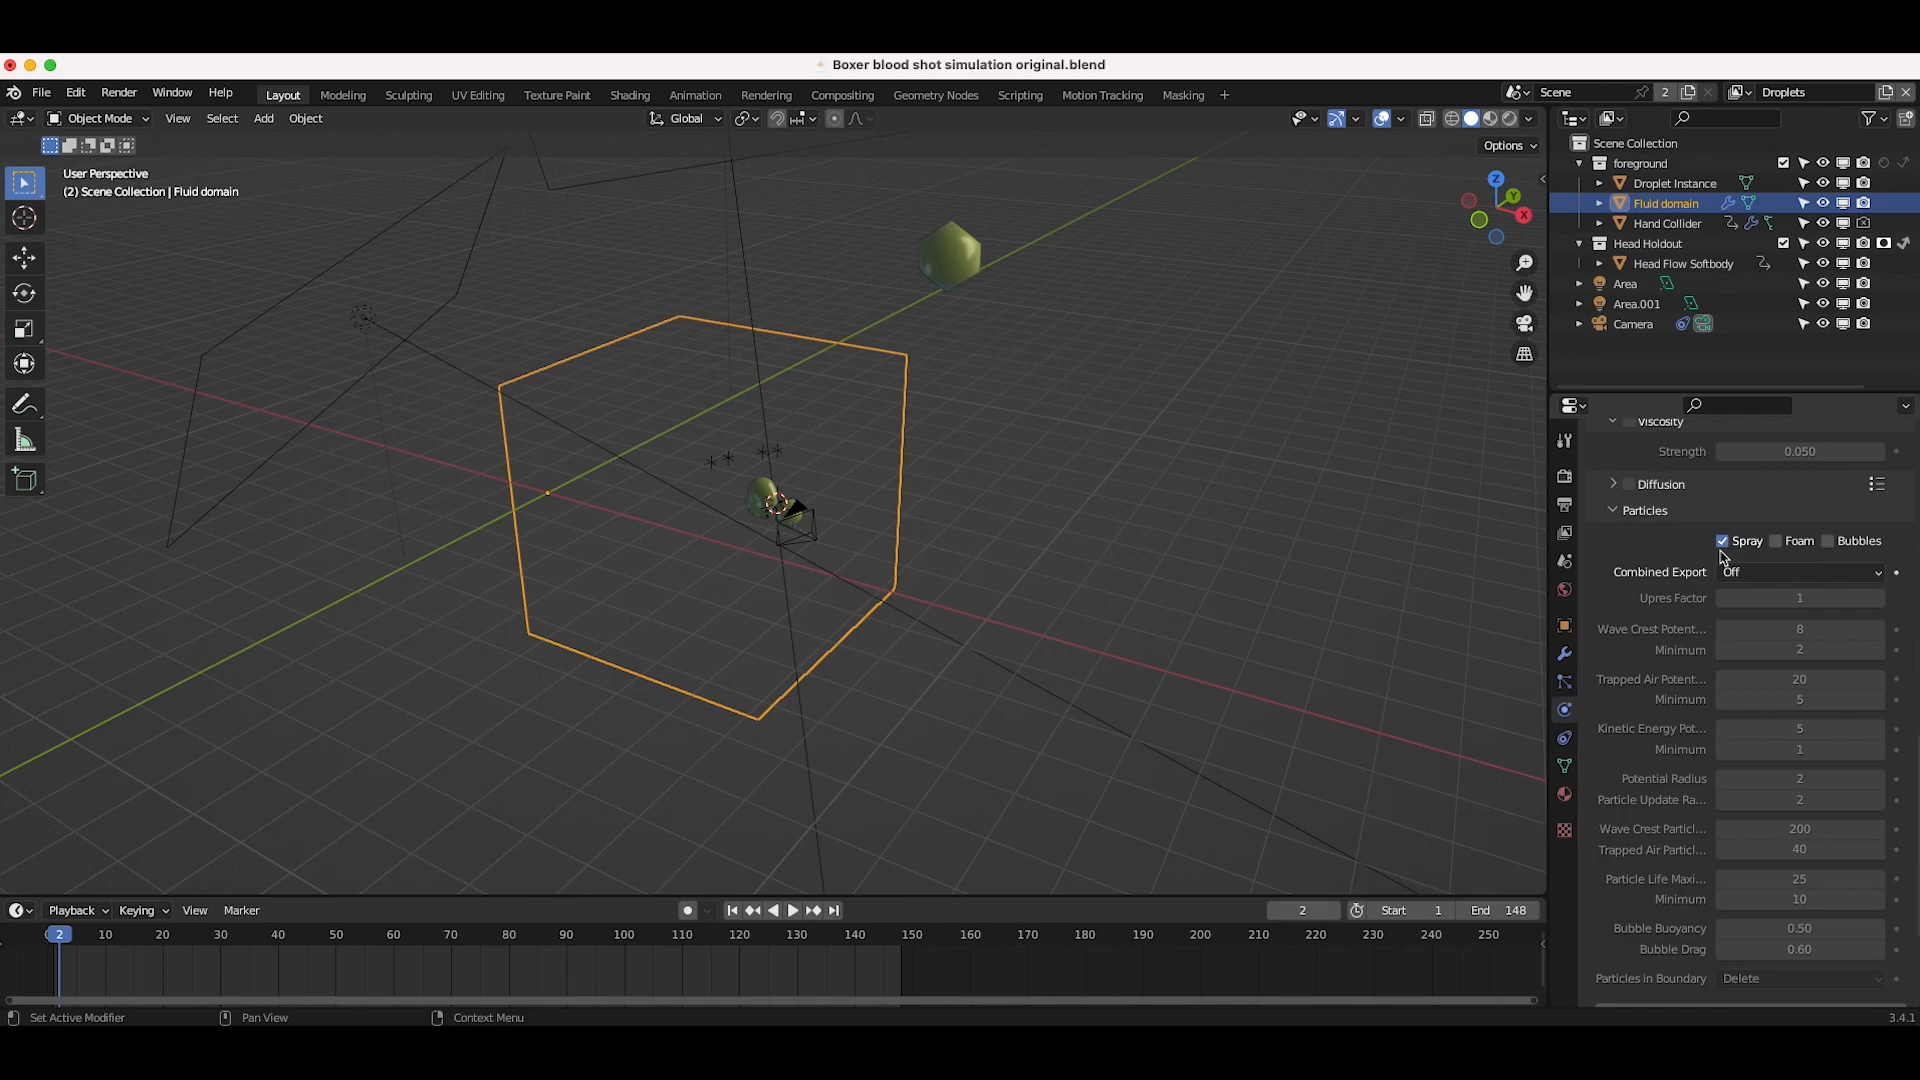 Boxer blood shot simulation original.blend
File Edit Render Window Help Layout Modeling Sculpting UV Editing Texture Paint Shading Animation Rendering Compositing Geometry Nodes Scripting Motion Tracking Masking + Scene 2 Droplets
Object Mode View Select Add Object Global
Options
User Perspective
(2) Scene Collection | Fluid domain
Z
Y
X
Scene Collection
foreground
Droplet Instance
Fluid domain
Hand Collider
Head Holdout
Head Flow Softbody
Area
Area.001
Camera
Viscosity
Strength 0.050
Diffusion
Particles
Spray Foam Bubbles
Combined Export Off
Upres Factor 1
Wave Crest Potent... 8
Minimum 2
Trapped Air Potent... 20
Minimum 5
Kinetic Energy Pot... 5
Minimum 1
Potential Radius 2
Particle Update Ra... 2
Wave Crest Particl... 200
Trapped Air Particl... 40
Particle Life Maxi... 25
Minimum 10
Bubble Buoyancy 0.50
Bubble Drag 0.60
Particles in Boundary Delete
Playback Keying View Marker 2 Start 1 End 148
2 10 20 30 40 50 60 70 80 90 100 110 120 130 140 150 160 170 180 190 200 210 220 230 240 250
Set Active Modifier Pan View Context Menu 3.4.1